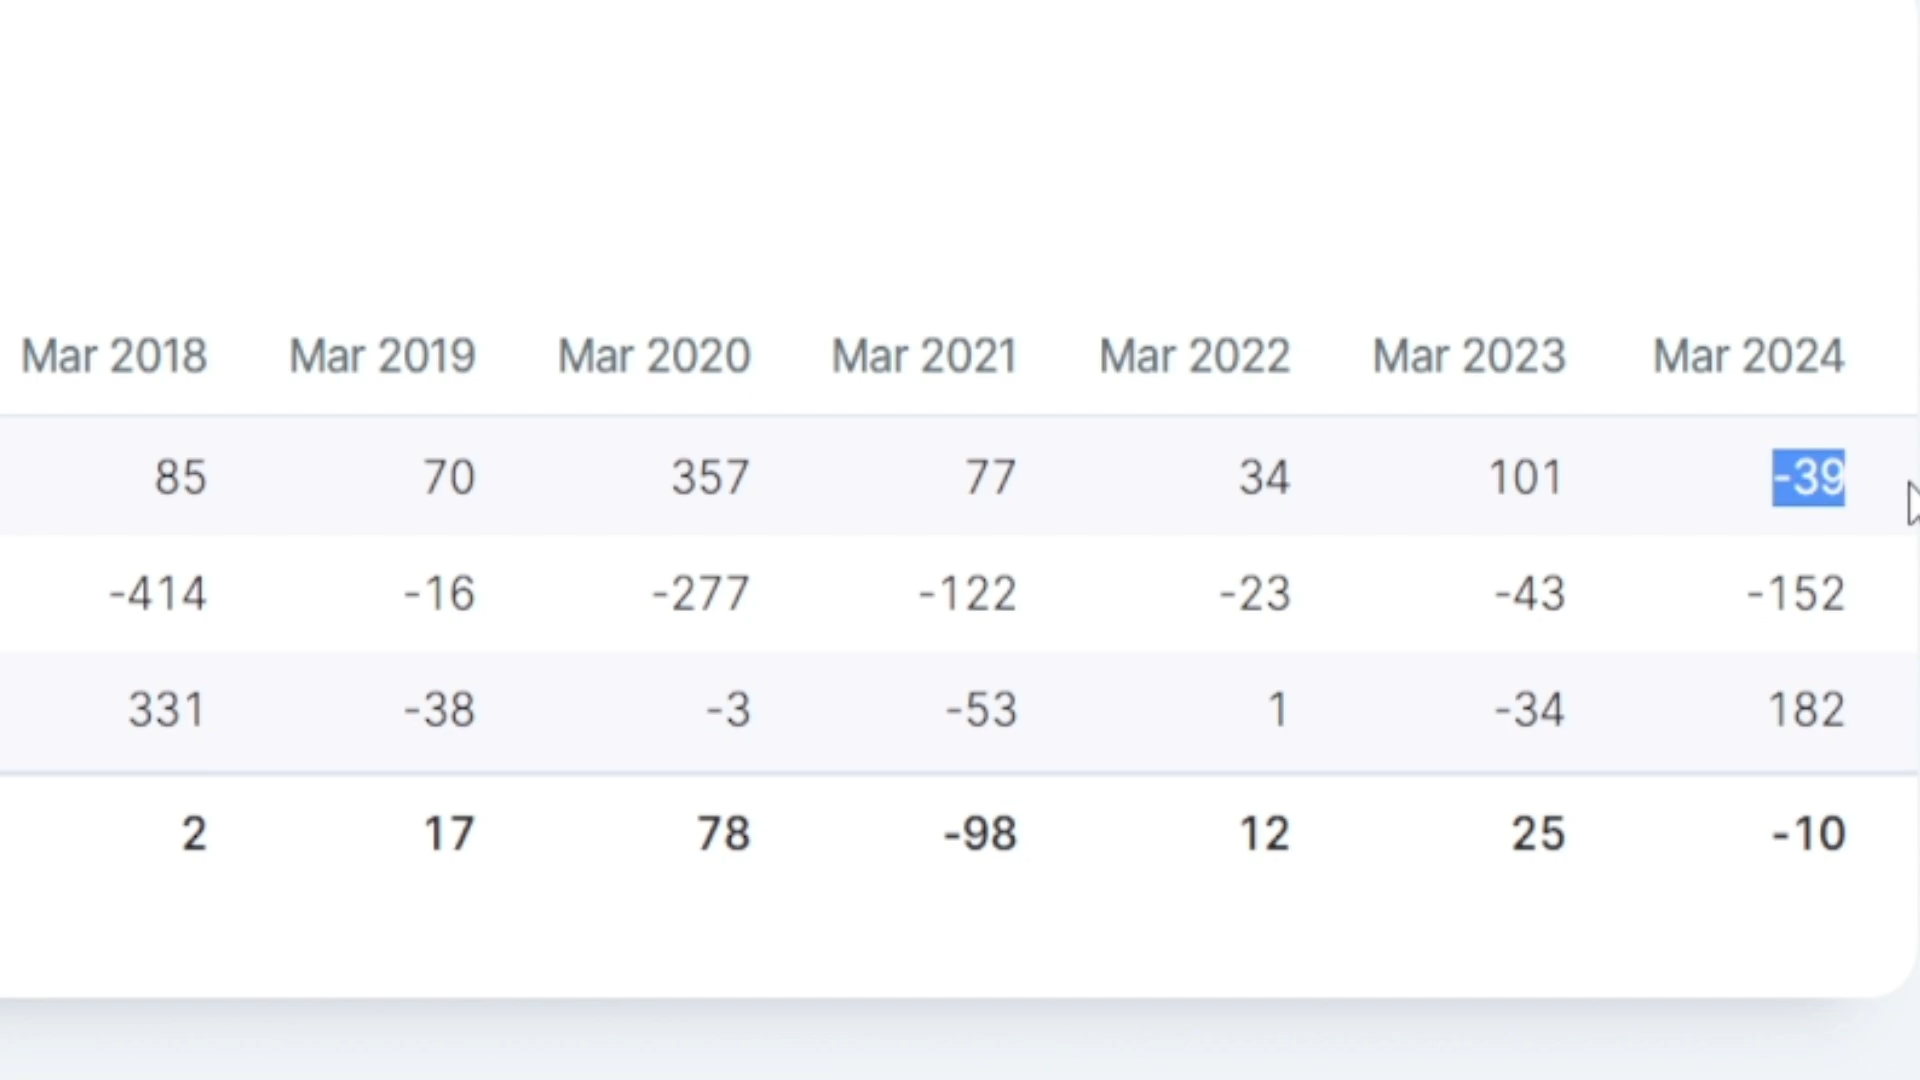 Mar 2018 Mar 2019 Mar 2020 Mar 2021 Mar 2022 Mar 2023 Mar 2024
85 70 357 77 34 101 -39
-414 -16 -277 -122 -23 -43 -152
331 -38 -3 -53 1 -34 182
2 17 78 -98 12 25 -10